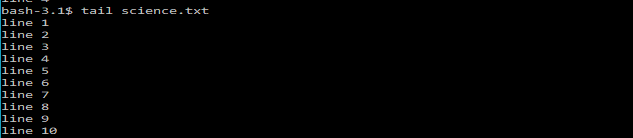 bash-3.1$ tail science.txt
line 1
line 2
line 3
line 4
line 5
line 6
line 7
line 8
line 9
line 10